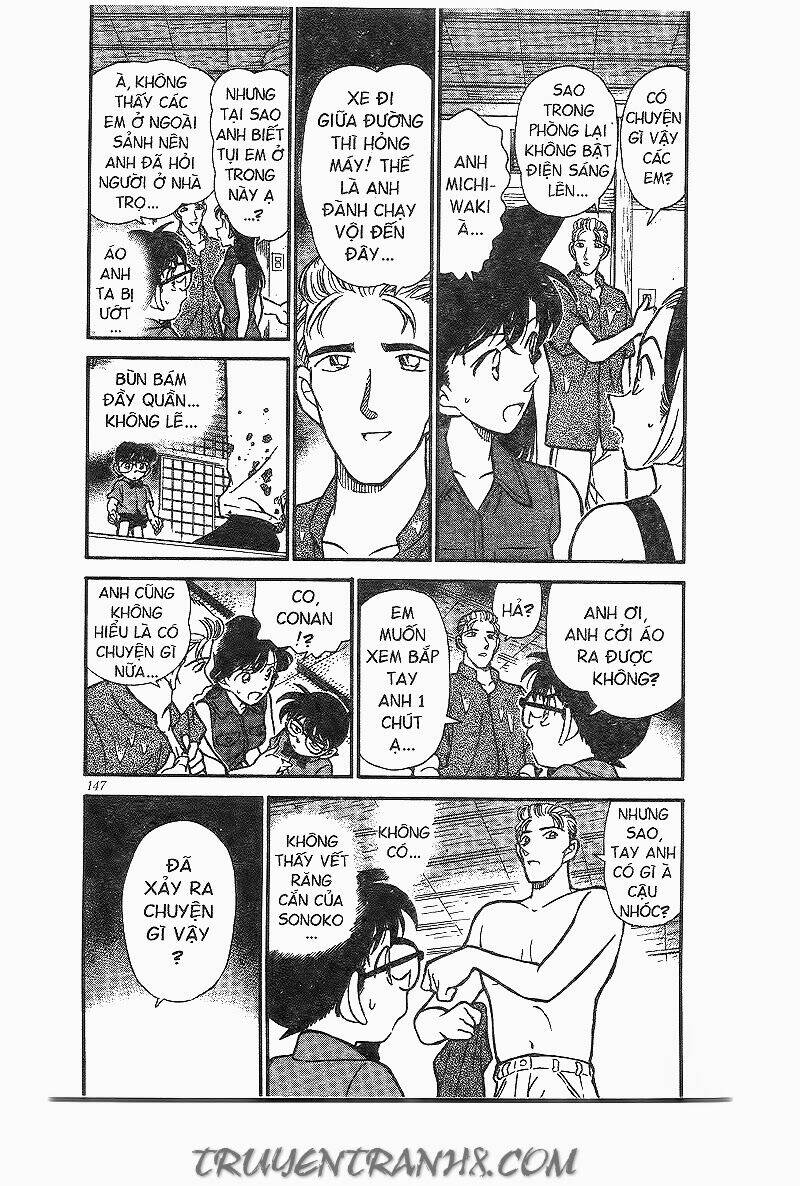 CÓ
CHUYỆN
GÌ VẬY
CÁC
EM?
SAO
TRONG
PHÒNG LẠI
KHÔNG BẬT
ĐIỆN SÁNG
LÊN...
ANH
MICHI-
WAKI
À...
XE ĐI
GIỮA ĐƯỜNG
THÌ HỎNG
MÁY! THẾ
LÀ ANH
ĐÀNH CHẠY
VỘI ĐẾN
ĐÂY...
NHƯNG
TẠI SAO
ANH BIẾT
TỤI EM Ở
TRONG
NÀY Ạ
...?
À, KHÔNG
THẤY CÁC
EM Ở NGOÀI
SẢNH NÊN
ANH ĐÃ HỎI
NGƯỜI Ở NHÀ
TRỌ...
ÁO
ANH
TA BỊ
ƯỚT
...
BÙN BÁM
ĐẦY QUẦN...
KHÔNG LẼ...
ANH ƠI,
ANH CỞI ÁO
RA ĐƯỢC
KHÔNG?
HẢ?
EM
MUỐN
XEM BẮP
TAY
ANH 1
CHÚT
Ạ...
CO,
CONAN
!?
ANH CŨNG
KHÔNG
HIỂU LÀ CÓ
CHUYỆN GÌ
NỮA...
147
NHƯNG
SAO,
TAY ANH
CÓ GÌ À
CẬU
NHÓC?
KHÔNG
CÓ...
KHÔNG
THẤY VẾT
RĂNG
CẮN CỦA
SONOKO
...
ĐÃ
XẢY RA
CHUYỆN
GÌ VẬY
?
TRUYENTRANH8.COM